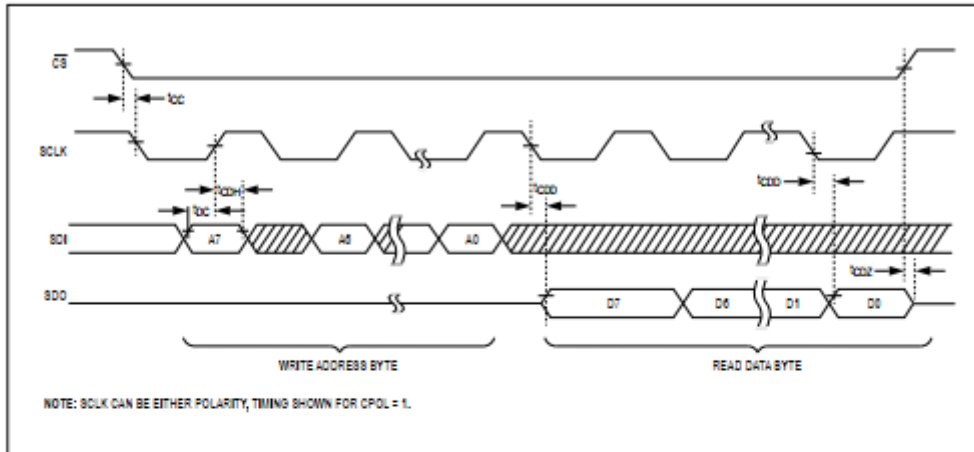 CS
tCC
SCLK
tCDD
tCDD
tCDH
tDC
SDI
A7
A6
A0
tCDZ
SDO
D7
D6
D1
D0
WRITE ADDRESS BYTE
READ DATA BYTE
NOTE: SCLK CAN BE EITHER POLARITY, TIMING SHOWN FOR CPOL = 1.